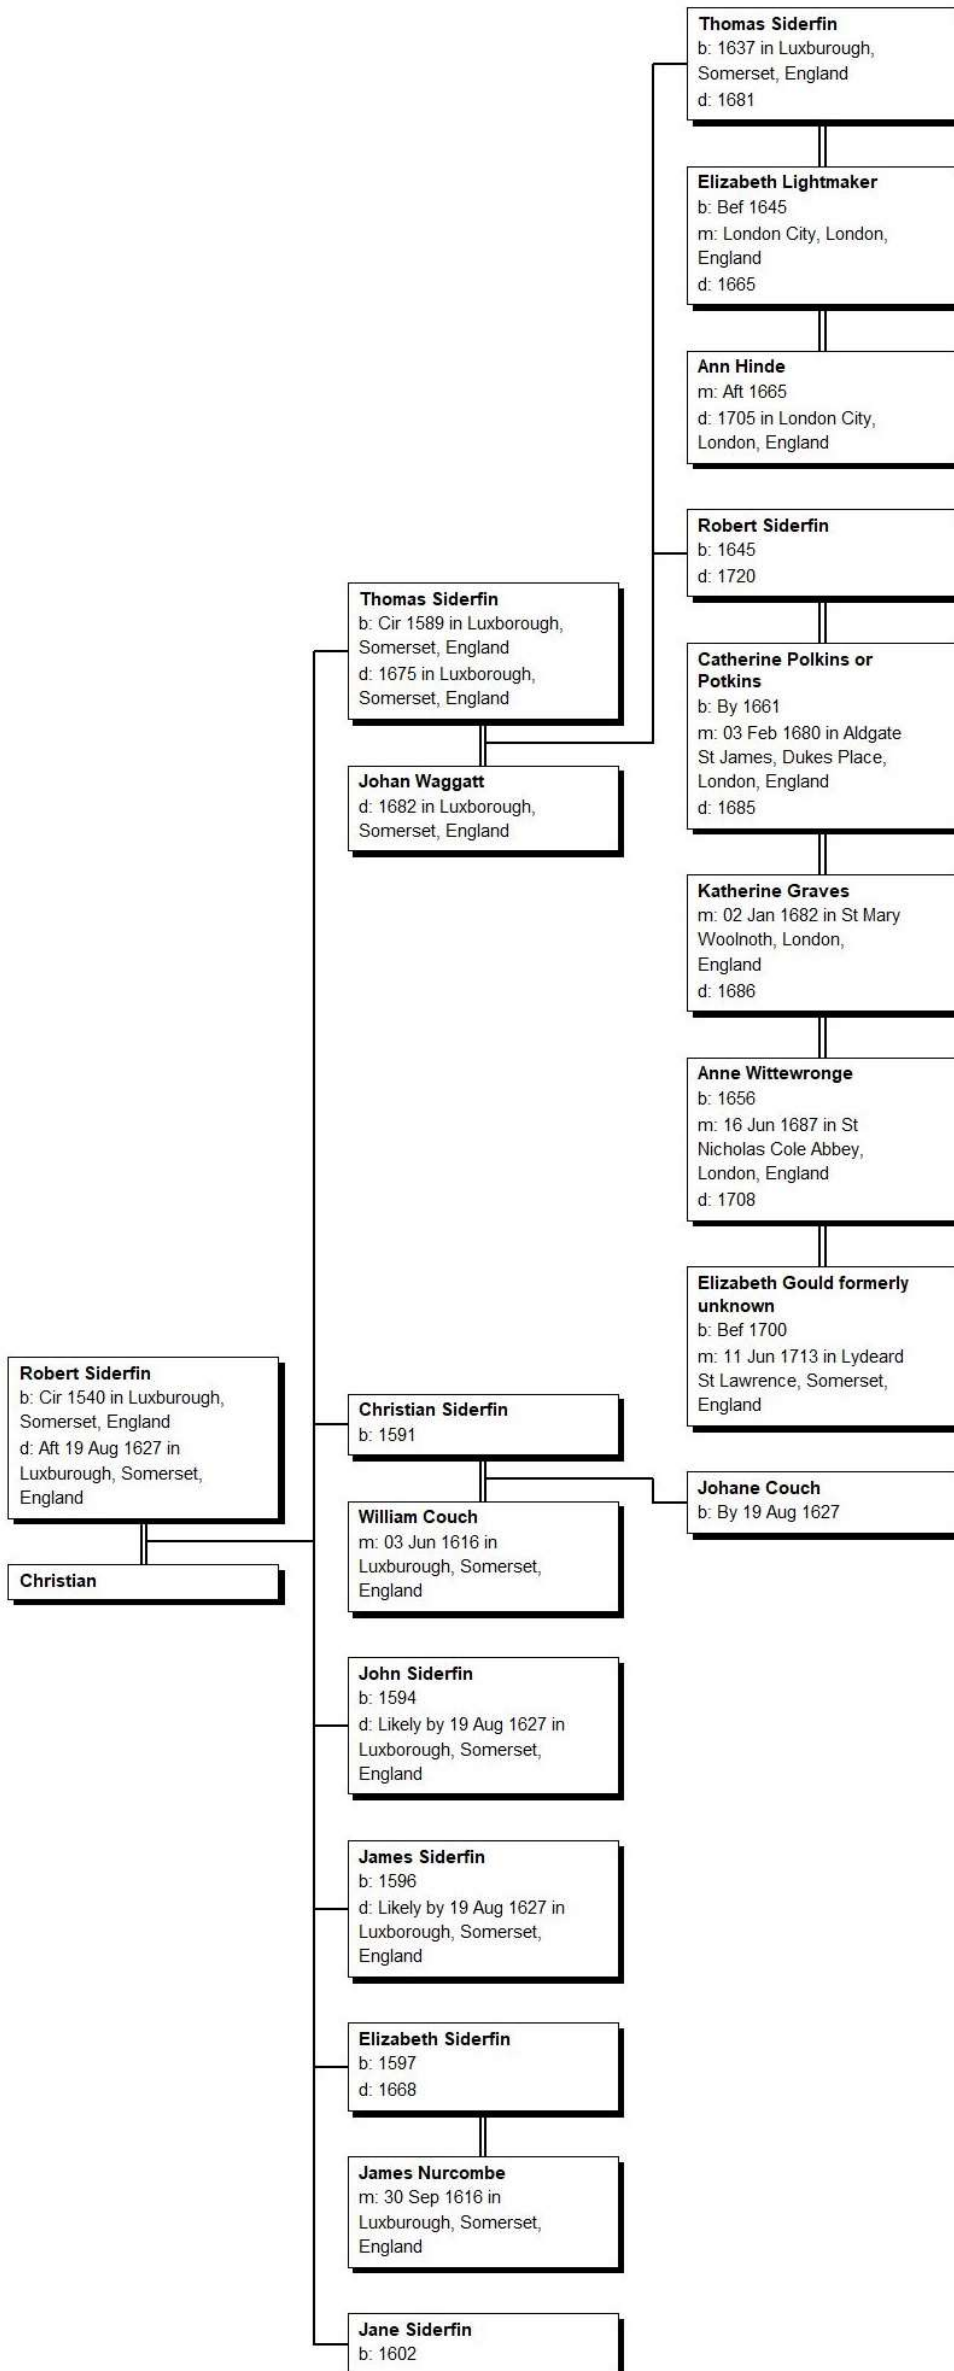 Thomas Siderfin
b: 1637 in Luxburough,
Somerset, England
d: 1681
Elizabeth Lightmaker
b: Bef 1645
m: London City, London,
England
d: 1665
Ann Hinde
m: Aft 1665
d: 1705 in London City,
London, England
Robert Siderfin
b: 1645
d: 1720
Thomas Siderfin
b: Cir 1589 in Luxborough,
Somerset, England
d: 1675 in Luxborough,
Somerset, England
Catherine Polkins or
Potkins
b: By 1661
m: 03 Feb 1680 in Aldgate
St James, Dukes Place,
London, England
d: 1685
Johan Waggatt
d: 1682 in Luxborough,
Somerset, England
Katherine Graves
m: 02 Jan 1682 in St Mary
Woolnoth, London,
England
d: 1686
Anne Wittewronge
b: 1656
m: 16 Jun 1687 in St
Nicholas Cole Abbey,
London, England
d: 1708
Elizabeth Gould formerly
unknown
b: Bef 1700
m: 11 Jun 1713 in Lydeard
St Lawrence, Somerset,
England
Robert Siderfin
b: Cir 1540 in Luxburough,
Somerset, England
d: Aft 19 Aug 1627 in
Luxburough, Somerset,
England
Christian Siderfin
b: 1591
Johane Couch
b: By 19 Aug 1627
William Couch
m: 03 Jun 1616 in
Luxburough, Somerset,
England
Christian
John Siderfin
b: 1594
d: Likely by 19 Aug 1627 in
Luxborough, Somerset,
England
James Siderfin
b: 1596
d: Likely by 19 Aug 1627 in
Luxborough, Somerset,
England
Elizabeth Siderfin
b: 1597
d: 1668
James Nurcombe
m: 30 Sep 1616 in
Luxburough, Somerset,
England
Jane Siderfin
b: 1602